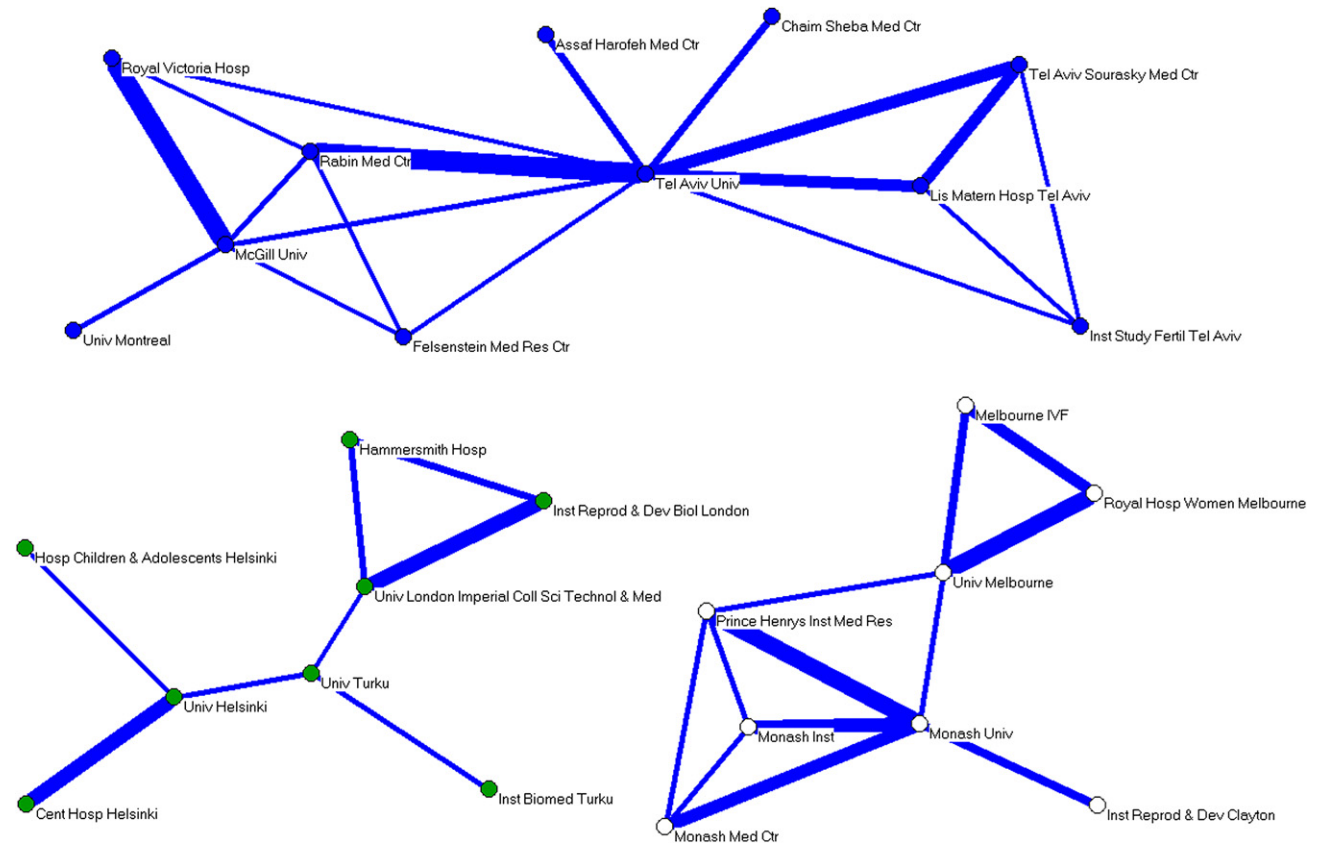 Chaim Sheba Med Ctr
Assaf Harofeh Med Ctr
Royal Victoria Hosp
Tel Aviv Sourasky Med Ctr
Rabin Med Ctr
Tel Aviv Univ
Lis Matern Hosp Tel Aviv
McGill Univ
Univ Montreal
Felsenstein Med Res Ctr
Inst Study Fertil Tel Aviv
Melbourne IVF
Hammersmith Hosp
Royal Hosp Women Melbourne
Inst Reprod & Dev Biol London
Hosp Children & Adolescents Helsinki
Univ Melbourne
Univ London Imperial Coll Sci Technol & Med
Prince Henrys Inst Med Res
Univ Turku
Univ Helsinki
Monash Inst
Monash Univ
Inst Biomed Turku
Cent Hosp Helsinki
Inst Reprod & Dev Clayton
Monash Med Ctr